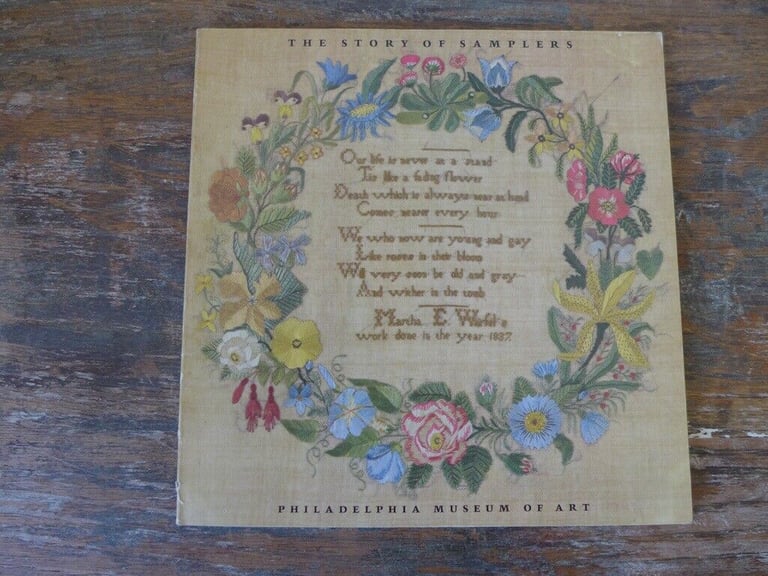 THE STORY OF SAMPLERS
Our life is never at a stand
Tis like a fading flower
Death which is always near at hand
Comes nearer every hour
We who now are young and gay
Like roses in their bloom
Will very soon be old and gray
And wither in the tomb
Martha E.
work done in the year 1837.
PHILADELPHIA MUSEUM OF ART